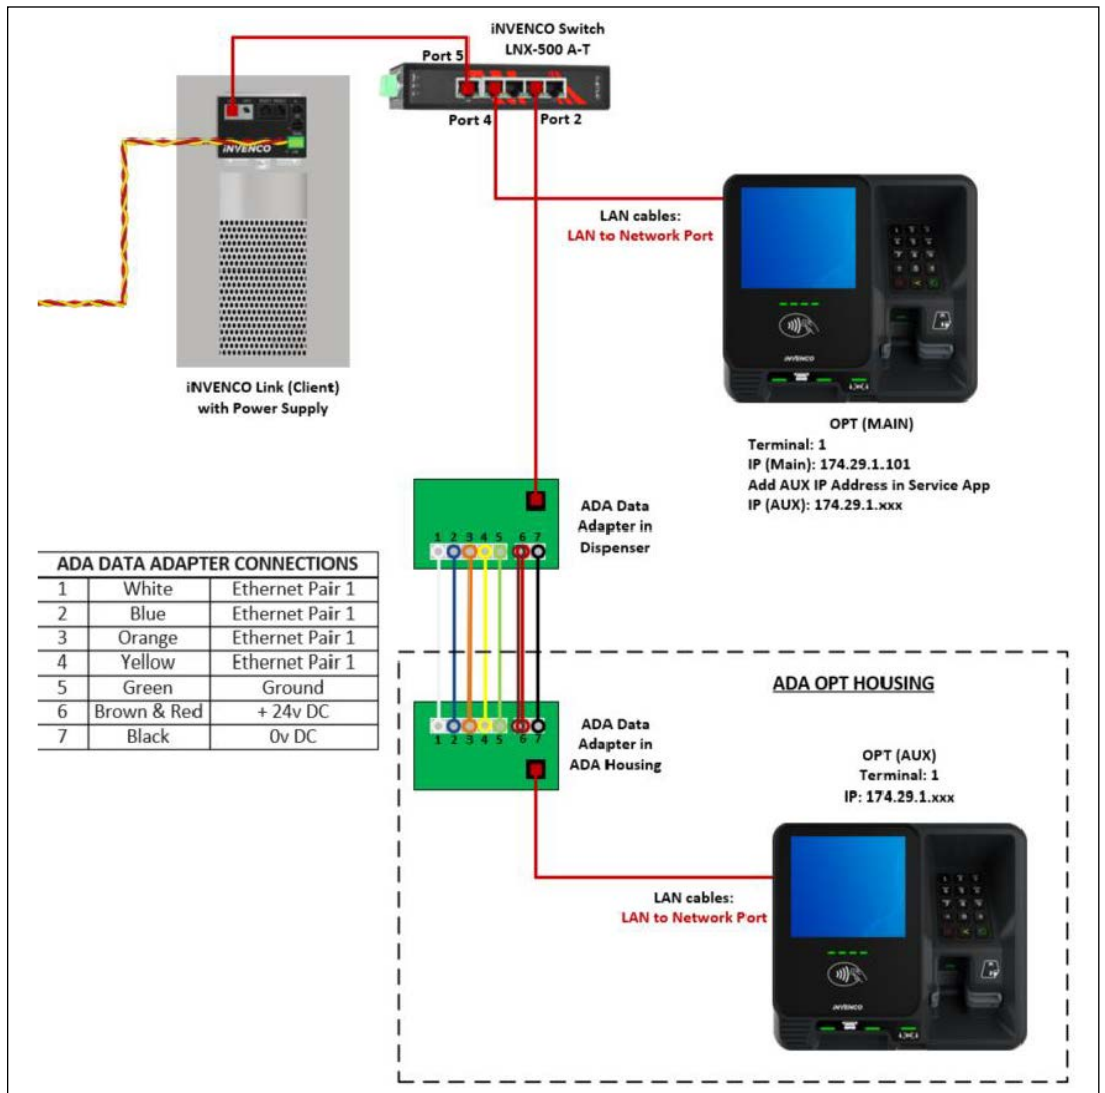 iNVENCO Switch
LNX-500 A-T
Port 5
Port 4
Port 2
iNVENCO
iNVENCO Link (Client)
with Power Supply
LAN cables:
LAN to Network Port
iNVENCO
OPT (MAIN)
Terminal: 1
IP (Main): 174.29.1.101
Add AUX IP Address in Service App
IP (AUX): 174.29.1.xxx
ADA Data
Adapter in
Dispenser
1 2 3 4 5 6 7
ADA DATA ADAPTER CONNECTIONS
1 White Ethernet Pair 1
2 Blue Ethernet Pair 1
3 Orange Ethernet Pair 1
4 Yellow Ethernet Pair 1
5 Green Ground
6 Brown & Red + 24v DC
7 Black 0v DC
ADA OPT HOUSING
1 2 3 4 5 6 7
ADA Data
Adapter in
ADA Housing
OPT (AUX)
Terminal: 1
IP: 174.29.1.xxx
LAN cables:
LAN to Network Port
iNVENCO